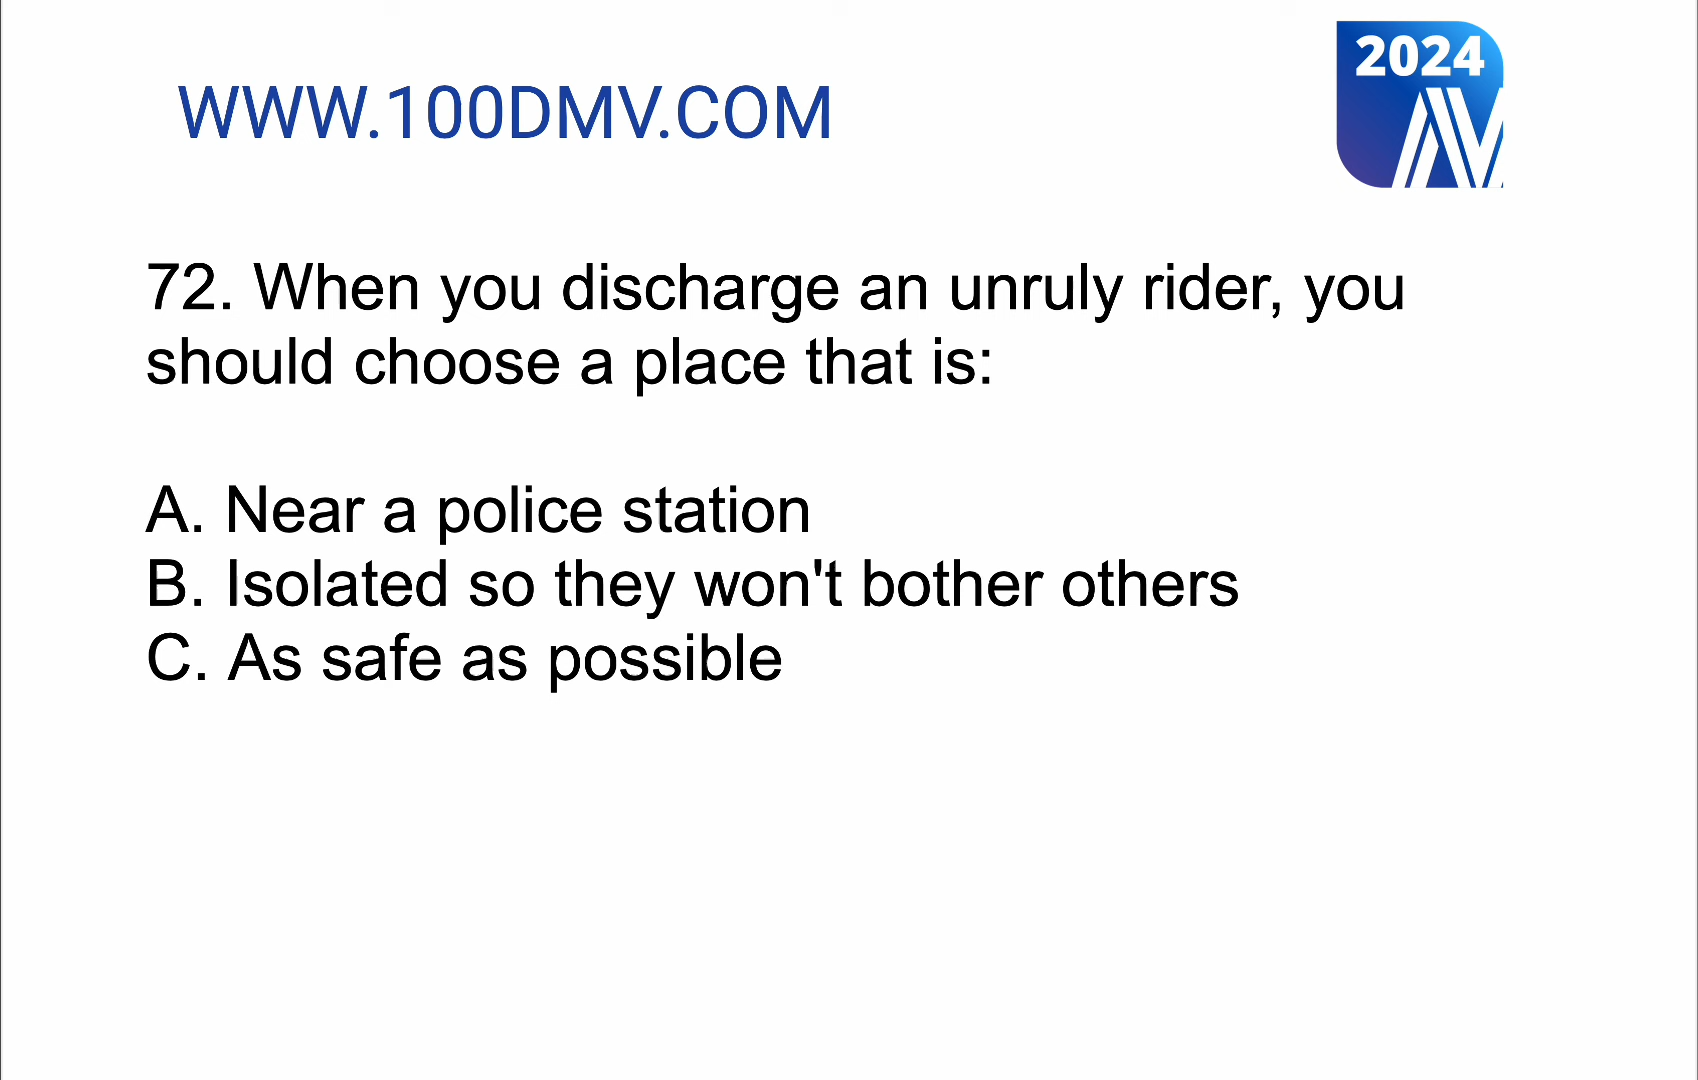 WWW.100DMV.COM
2024
72. When you discharge an unruly rider, you
should choose a place that is:
A. Near a police station
B. Isolated so they won't bother others
C. As safe as possible